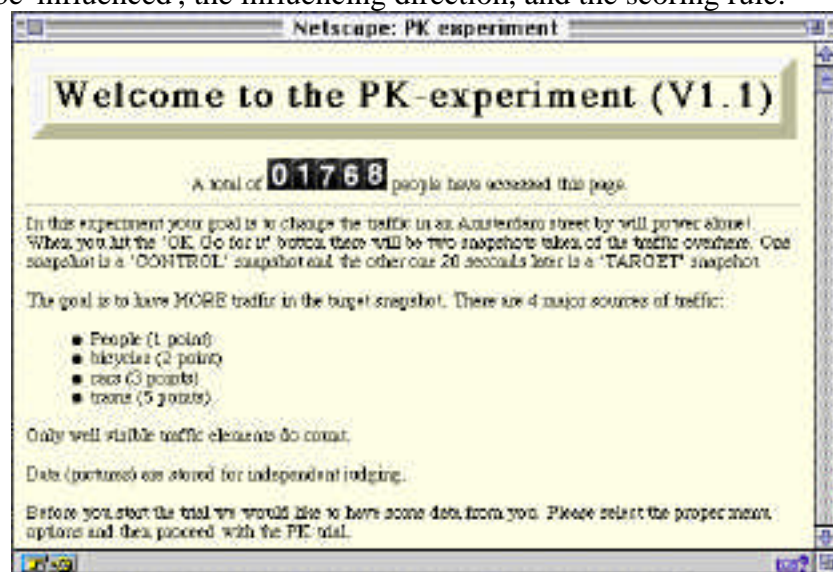 be 'influenced', the influencing direction, and the scoring rule.
Netscape: PK experiment
Welcome to the PK-experiment (V1.1)
A total of 01768 people have accessed this page.
In this experiment your goal is to change the traffic in an Amsterdam street by will power alone!
When you hit the 'OK Go for it' button there will be two snapshots taken of the traffic overthere. One
snapshot is a 'CONTROL' snapshot and the other one 20 seconds later is a 'TARGET' snapshot
The goal is to have MORE traffic in the target snapshot. There are 4 major sources of traffic:
● People (1 point)
● bicycles (2 point)
● cars (3 points)
● trams (5 points)
Only well visible traffic elements do count.
Data (pictures) are stored for independent judging.
Before you start the trial we would like to have some data from you. Please select the proper menu
options and then proceed with the PK trial.